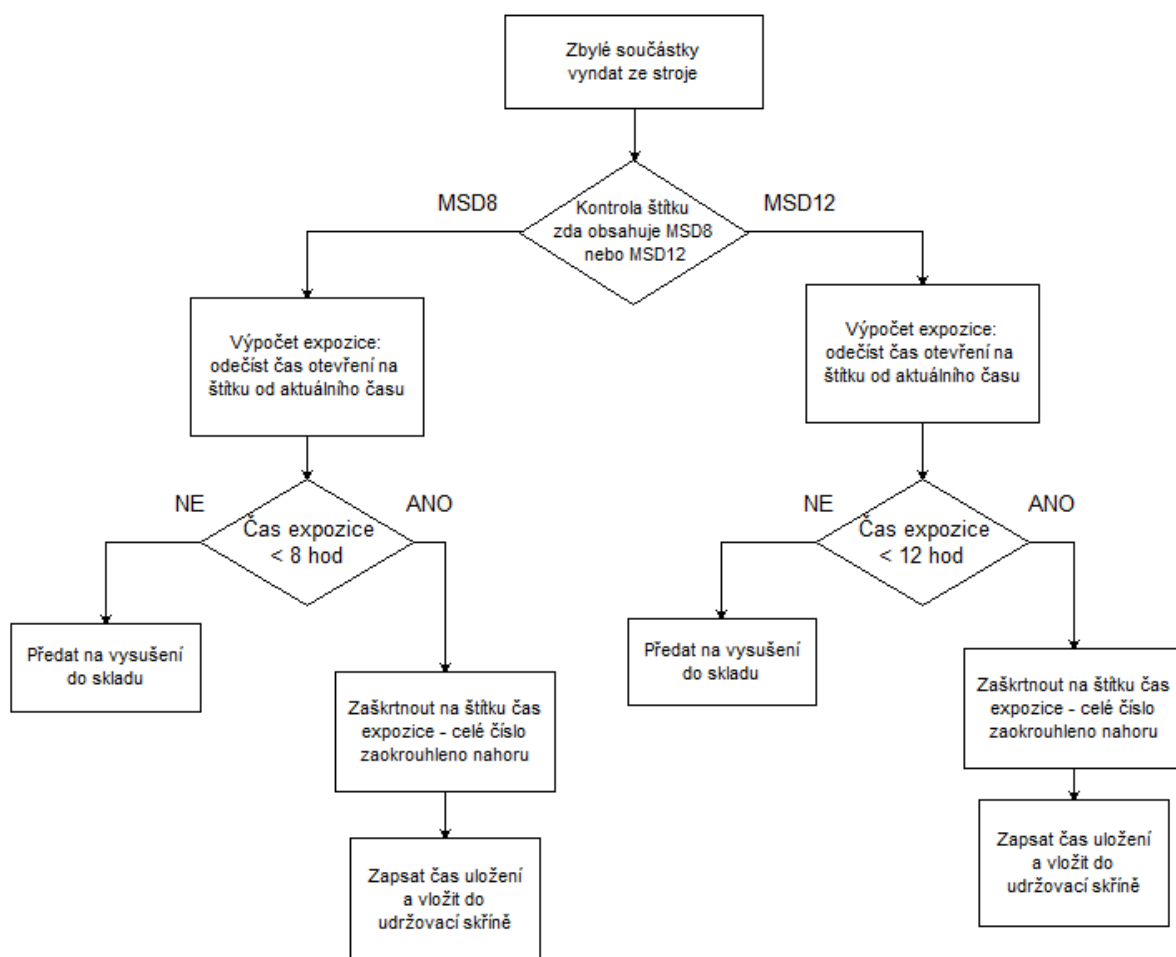 Zbylé součástky
vyndat ze stroje
MSD8
MSD12
Kontrola štítku
zda obsahuje MSD8
nebo MSD12
Výpočet expozice:
odečíst čas otevření na
štítku od aktuálního času
Výpočet expozice:
odečíst čas otevření na
štítku od aktuálního času
NE
ANO
Čas expozice
< 8 hod
NE
ANO
Čas expozice
< 12 hod
Předat na vysušení
do skladu
Zaškrtnout na štítku čas
expozice - celé číslo
zaokrouhleno nahoru
Předat na vysušení
do skladu
Zaškrtnout na štítku čas
expozice - celé číslo
zaokrouhleno nahoru
Zapsat čas uložení
a vložit do
udržovací skříně
Zapsat čas uložení
a vložit do
udržovací skříně